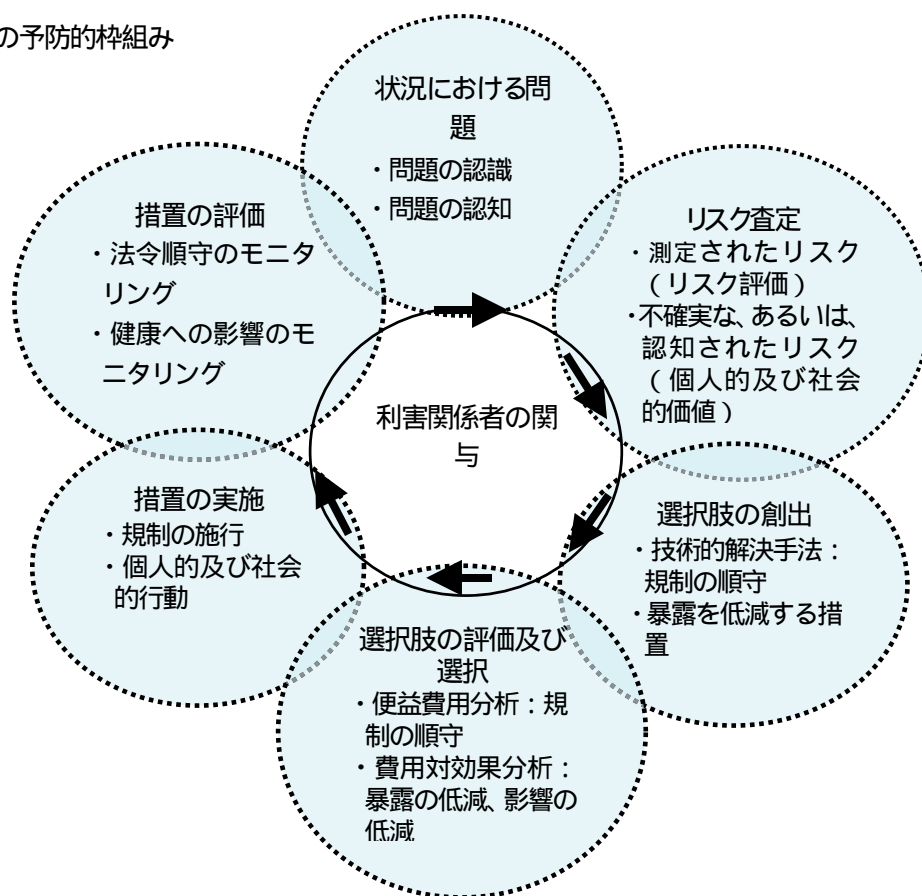 の予防的枠組み
状況における問
題
・問題の認識
・問題の認知
措置の評価
・法令順守のモニタ
リング
・健康への影響のモ
ニタリング
リスク査定
・測定されたリスク
(リスク評価)
・不確実な、あるいは、
認知されたリスク
(個人的及び社会
的価値)
利害関係者の関
与
措置の実施
・規制の施行
・個人的及び社会
的行動
選択肢の創出
・技術的解決手法:
規制の順守
・暴露を低減する措
置
選択肢の評価及び
選択
・便益費用分析:規
制の順守
・費用対効果分析:
暴露の低減、影響の
低減